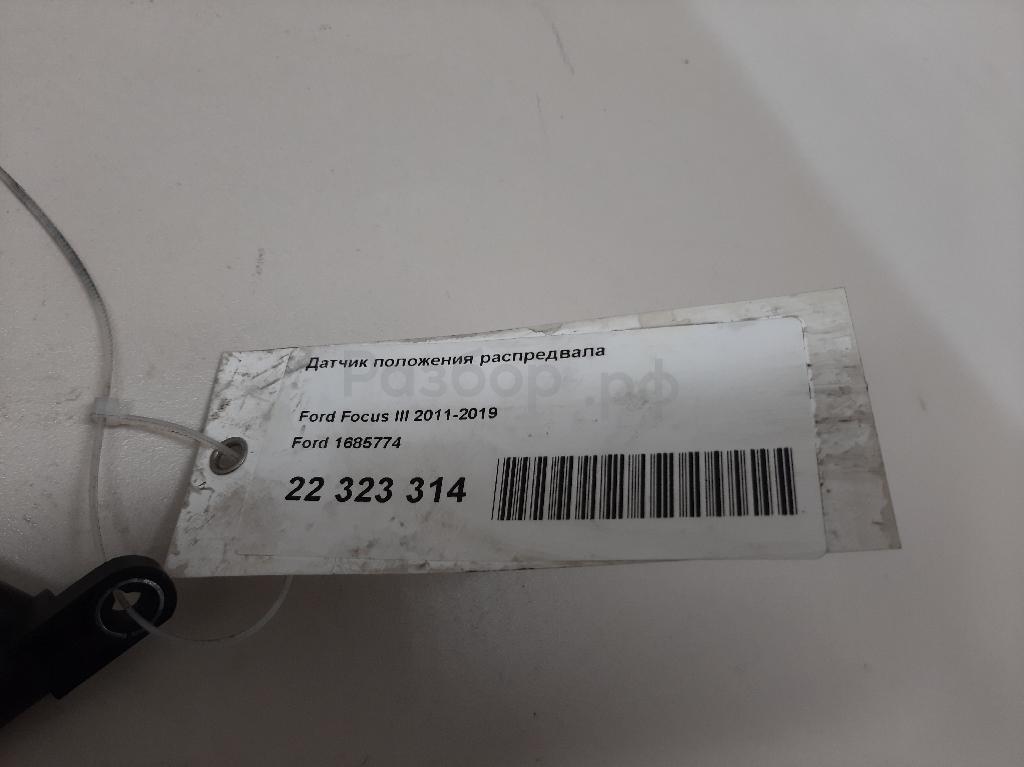 Датчик положения распредвала
Разбор.рф
Ford Focus III 2011-2019
Ford 1685774
22 323 314